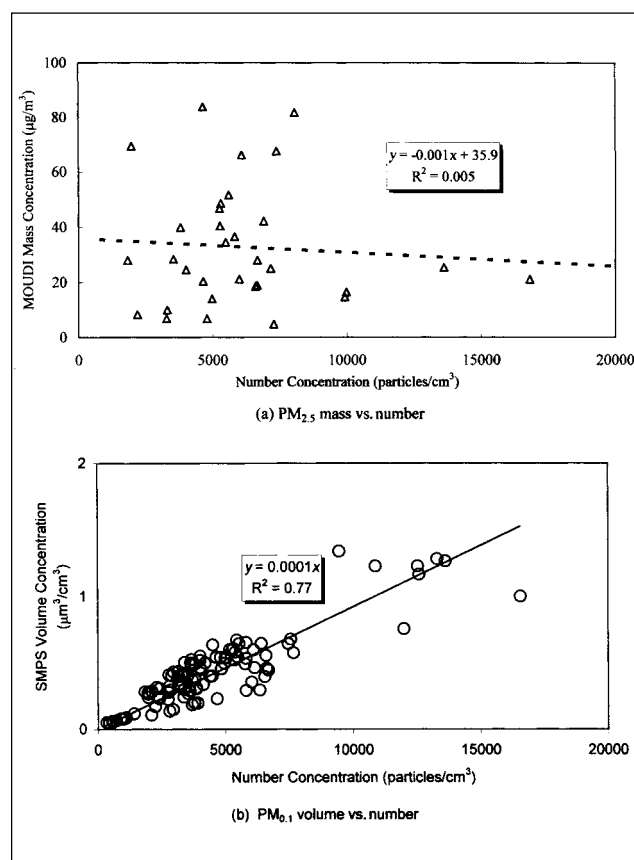 100
80
60
40
20
0
MOUDI Mass Concentration (µg/m³)
y = -0.001x + 35.9
R² = 0.005
0 5000 10000 15000 20000
Number Concentration (particles/cm³)
(a) PM₂.₅ mass vs. number
2
1
0
SMPS Volume Concentration
(µm³/cm³)
y = 0.0001x
R² = 0.77
0 5000 10000 15000 20000
Number Concentration (particles/cm³)
(b) PM₀.₁ volume vs. number